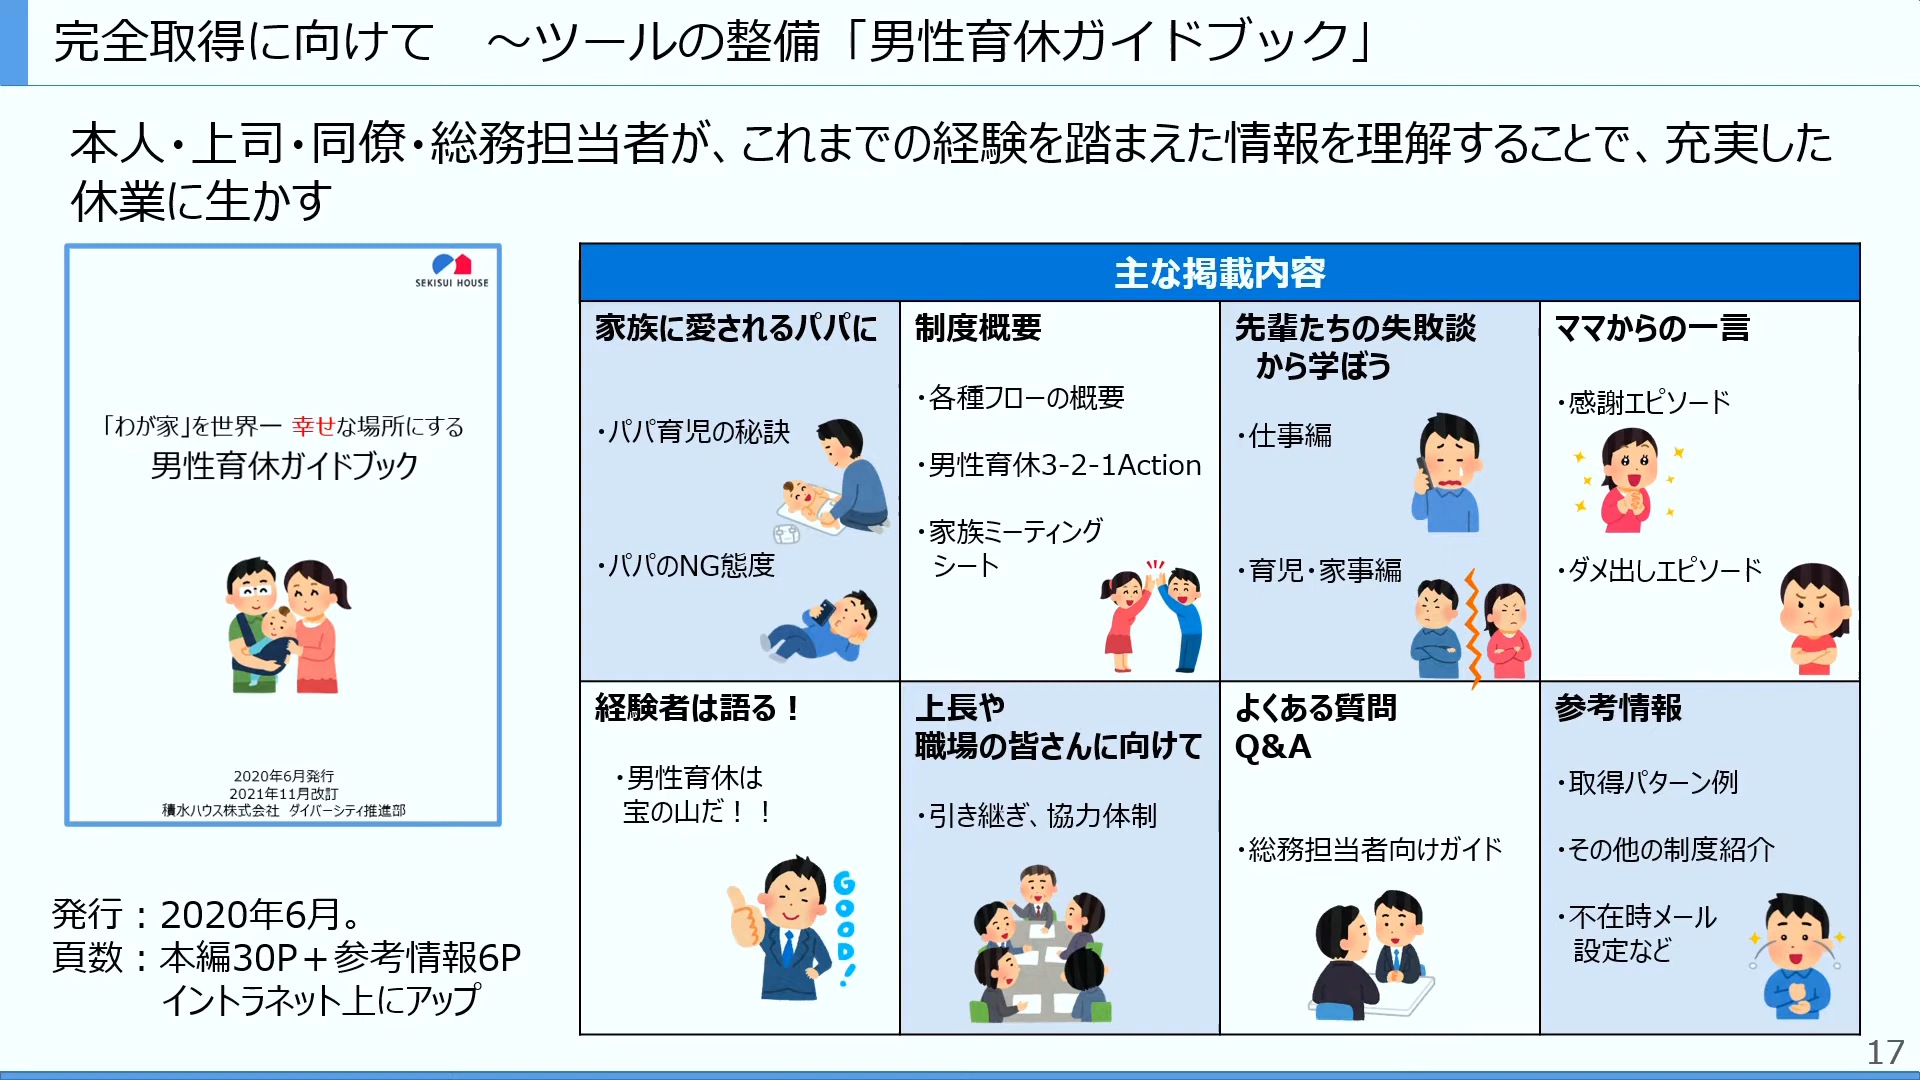 完全取得に向けて　～ツールの整備「男性育休ガイドブック」
本人・上司・同僚・総務担当者が、これまでの経験を踏まえた情報を理解することで、充実した
休業に生かす
SEKISUI HOUSE
「わが家」を世界一 幸せな場所にする
男性育休ガイドブック
2020年6月発行
2021年11月改訂
積水ハウス株式会社　ダイバーシティ推進部
発行：2020年6月。
頁数：本編30P＋参考情報6P
イントラネット上にアップ
主な掲載内容
家族に愛されるパパに
・パパ育児の秘訣
・パパのNG態度
制度概要
・各種フローの概要
・男性育休3-2-1Action
・家族ミーティング
シート
先輩たちの失敗談
から学ぼう
・仕事編
・育児・家事編
ママからの一言
・感謝エピソード
・ダメ出しエピソード
経験者は語る！
・男性育休は
宝の山だ！！
GOOD!
上長や
職場の皆さんに向けて
・引き継ぎ、協力体制
よくある質問
Q&A
・総務担当者向けガイド
参考情報
・取得パターン例
・その他の制度紹介
・不在時メール
設定など
17